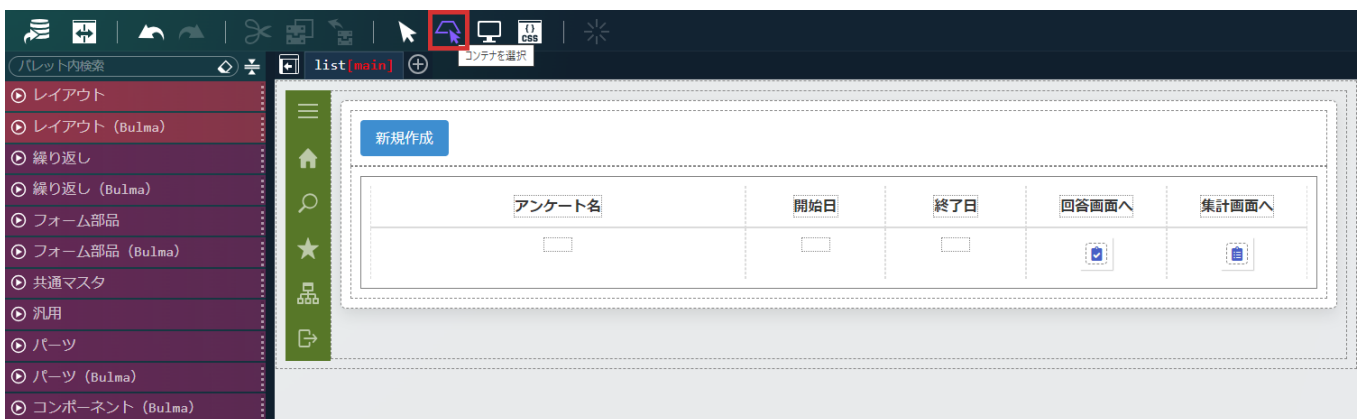 {} CSS
コンテナを選択
パレット内検索
list[main]
レイアウト
レイアウト (Bulma)
繰り返し
繰り返し (Bulma)
フォーム部品
フォーム部品 (Bulma)
共通マスタ
汎用
パーツ
パーツ (Bulma)
コンポーネント (Bulma)
新規作成
アンケート名 開始日 終了日 回答画面へ 集計画面へ